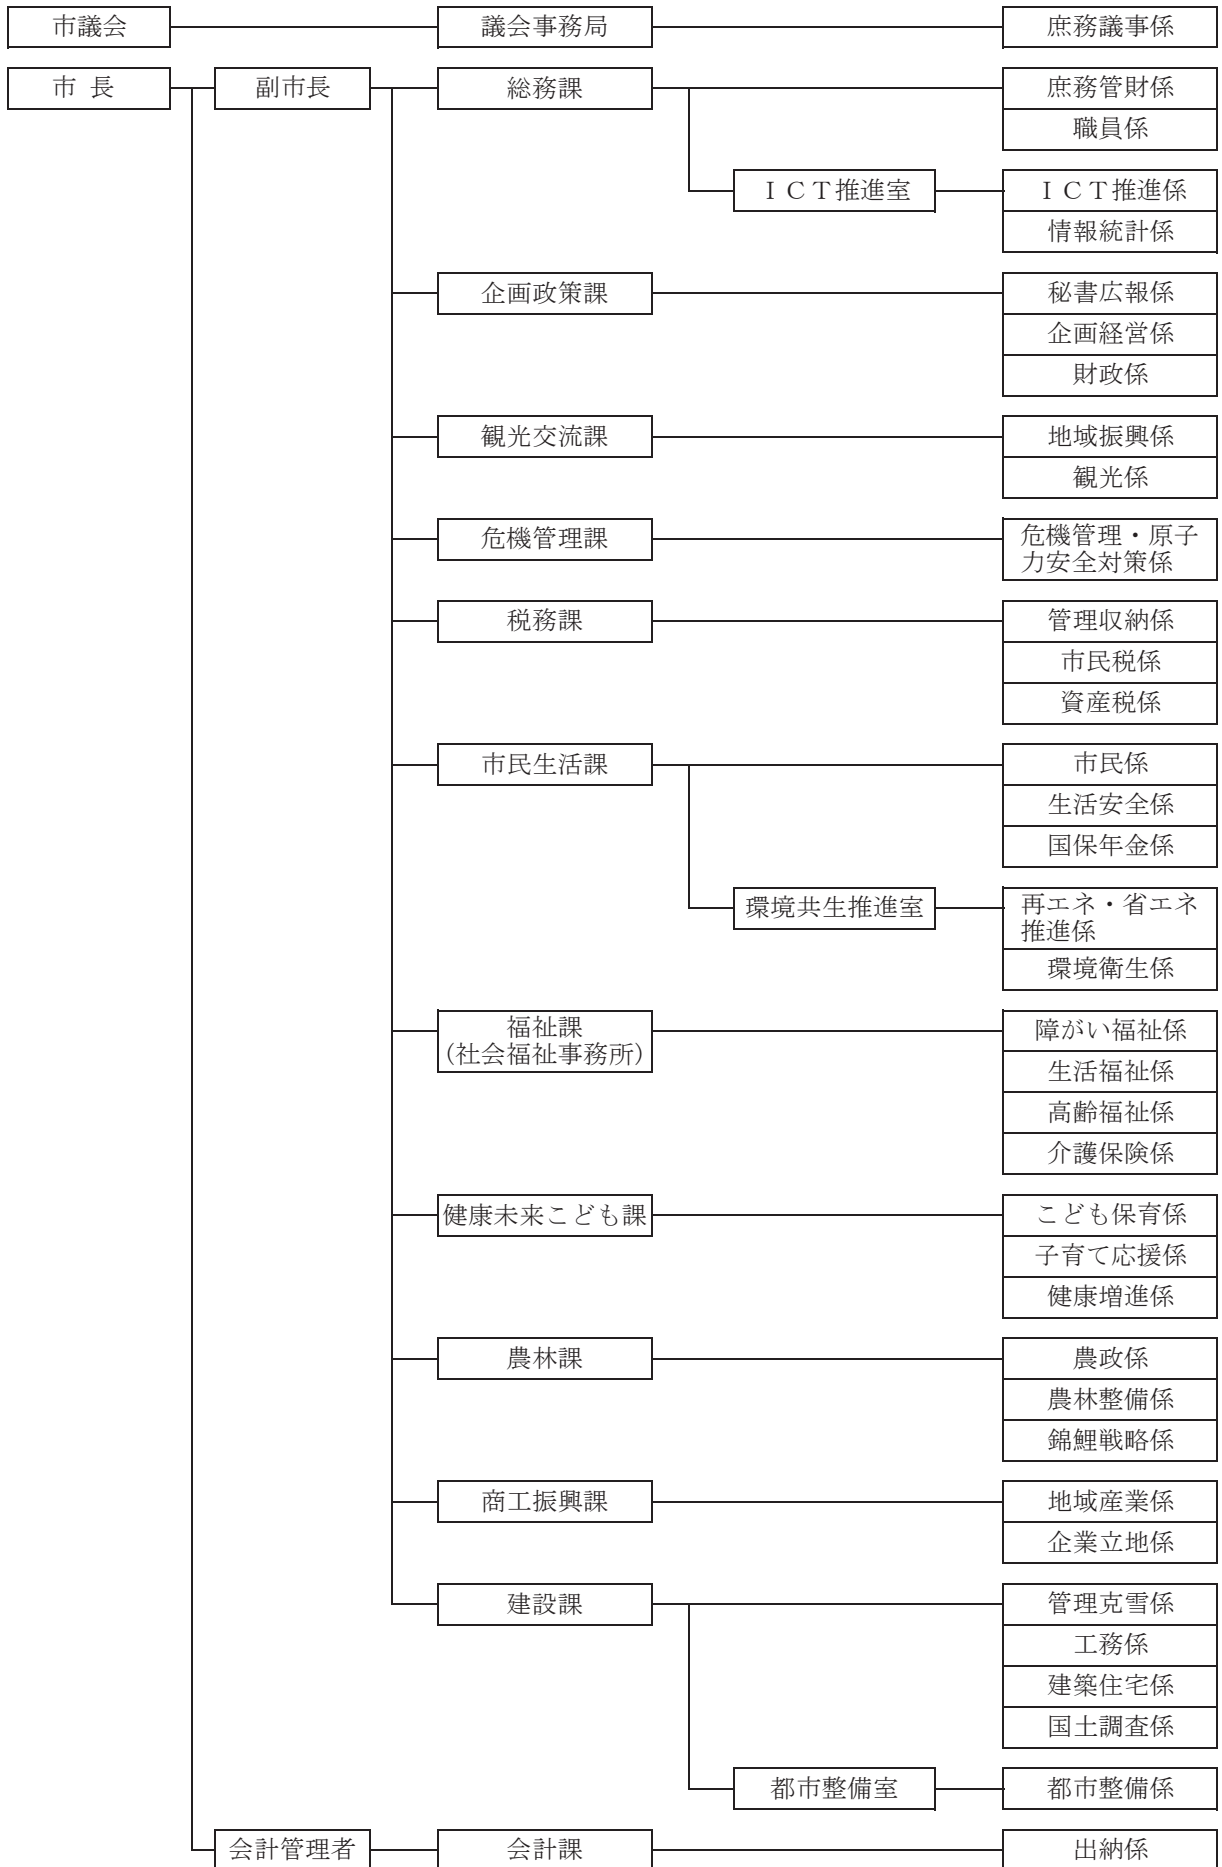 市議会
議会事務局
庶務議事係
市 長
副市長
総務課
庶務管財係
職員係
ＩＣＴ推進室
ＩＣＴ推進係
情報統計係
企画政策課
秘書広報係
企画経営係
財政係
観光交流課
地域振興係
観光係
危機管理課
危機管理・原子
力安全対策係
税務課
管理収納係
市民税係
資産税係
市民生活課
市民係
生活安全係
国保年金係
環境共生推進室
再エネ・省エネ
推進係
環境衛生係
福祉課
(社会福祉事務所)
障がい福祉係
生活福祉係
高齢福祉係
介護保険係
健康未来こども課
こども保育係
子育て応援係
健康増進係
農林課
農政係
農林整備係
錦鯉戦略係
商工振興課
地域産業係
企業立地係
建設課
管理克雪係
工務係
建築住宅係
国土調査係
都市整備室
都市整備係
会計管理者
会計課
出納係